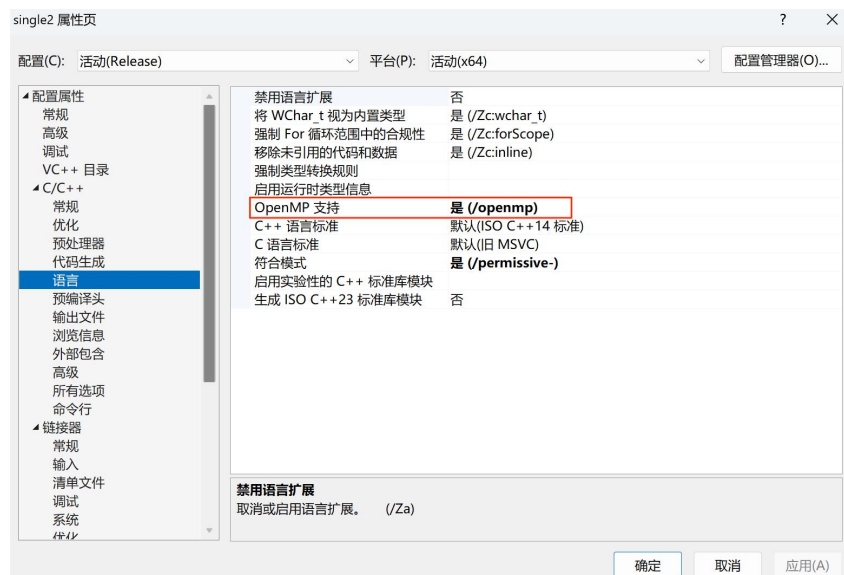 single2 属性页
配置(C): 活动(Release) 平台(P): 活动(x64) 配置管理器(O)...
配置属性
常规
高级
调试
VC++ 目录
C/C++
常规
优化
预处理器
代码生成
语言
预编译头
输出文件
浏览信息
外部包含
高级
所有选项
命令行
链接器
常规
输入
清单文件
调试
系统
优化
禁用语言扩展 否
将 WChar_t 视为内置类型 是 (/Zc:wchar_t)
强制 For 循环范围中的合规性 是 (/Zc:forScope)
移除未引用的代码和数据 是 (/Zc:inline)
强制类型转换规则
启用运行时类型信息
OpenMP 支持 是 (/openmp)
C++ 语言标准 默认(ISO C++14 标准)
C 语言标准 默认(旧 MSVC)
符合模式 是 (/permissive-)
启用实验性的 C++ 标准库模块
生成 ISO C++23 标准库模块 否
禁用语言扩展
取消或启用语言扩展。 (/Za)
确定 取消 应用(A)